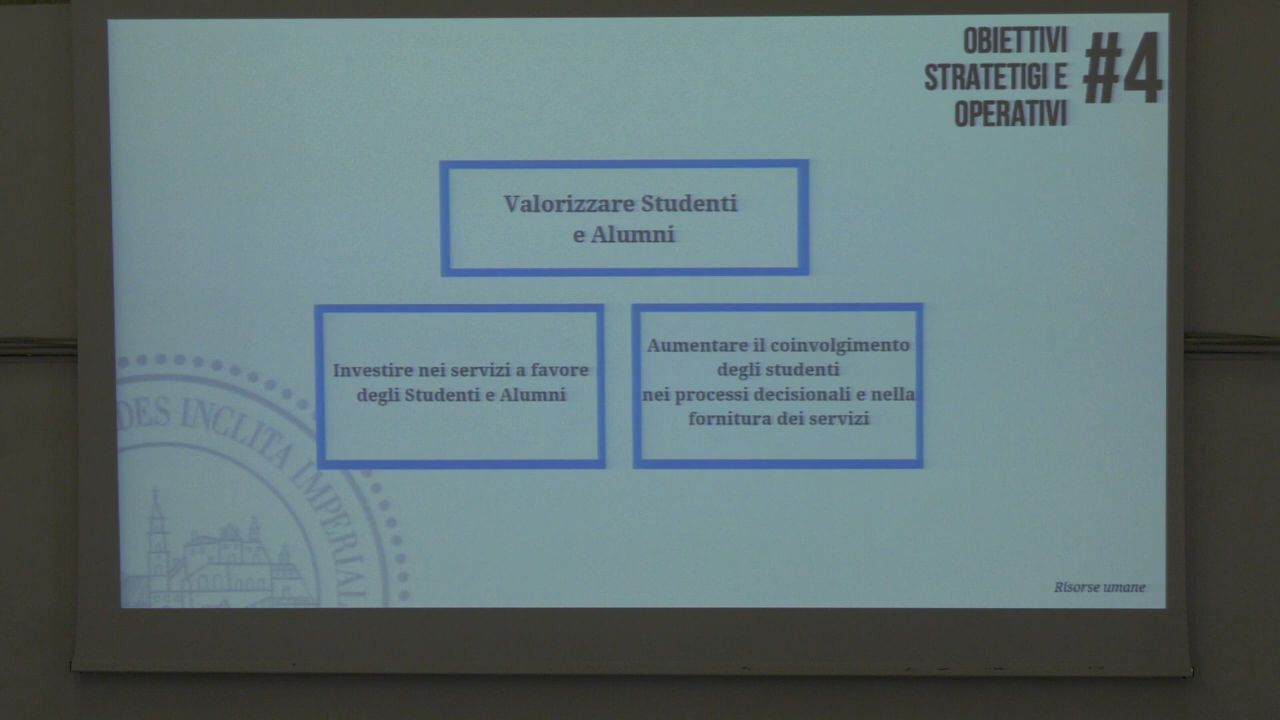 OBIETTIVI
STRATETIGI E
OPERATIVI
#4
Valorizzare Studenti
e Alumni
Investire nei servizi a favore
degli Studenti e Alumni
Aumentare il coinvolgimento
degli studenti
nei processi decisionali e nella
fornitura dei servizi
DES INCLITA IMPERIAL
Risorse umane